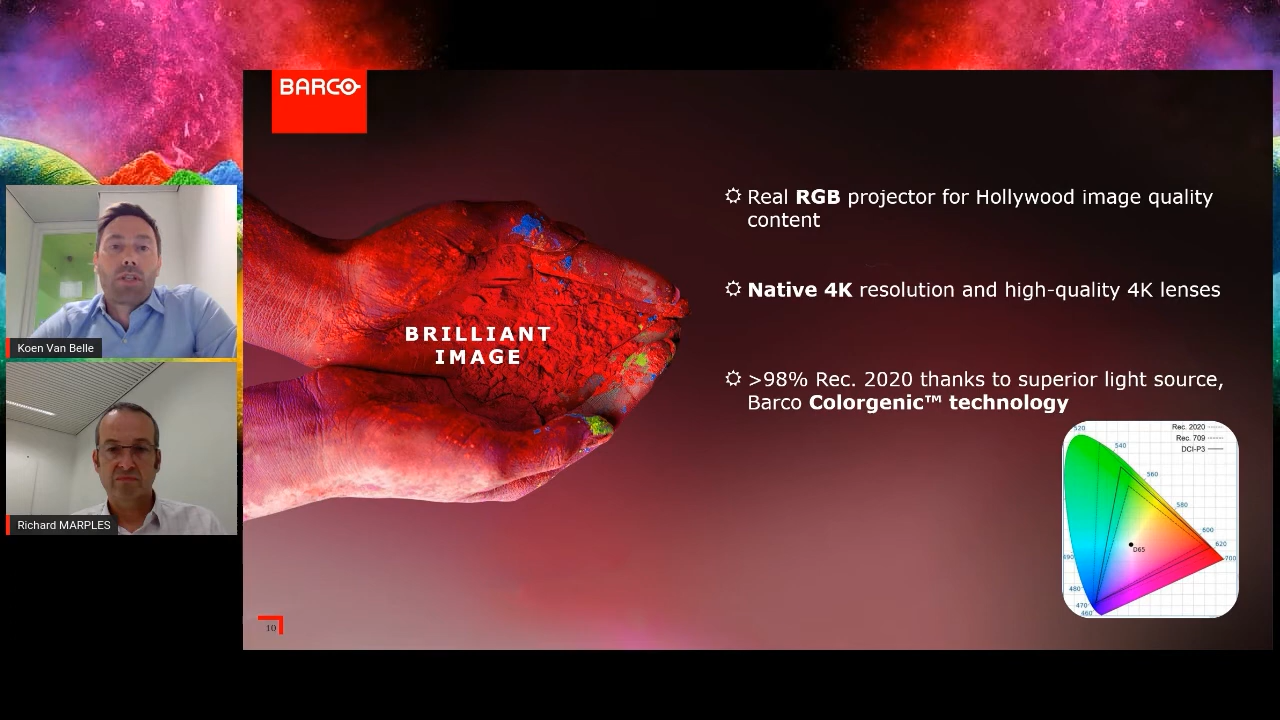 BARCO
Real RGB projector for Hollywood image quality
content
Native 4K resolution and high-quality 4K lenses
>98% Rec. 2020 thanks to superior light source,
Barco Colorgenic™ technology
BRILLIANT
IMAGE
Koen Van Belle
Richard MARPLES
Rec. 2020
Rec. 709
DCI-P3
520
540
560
580
600
620
700
490
480
470
460
D65
10